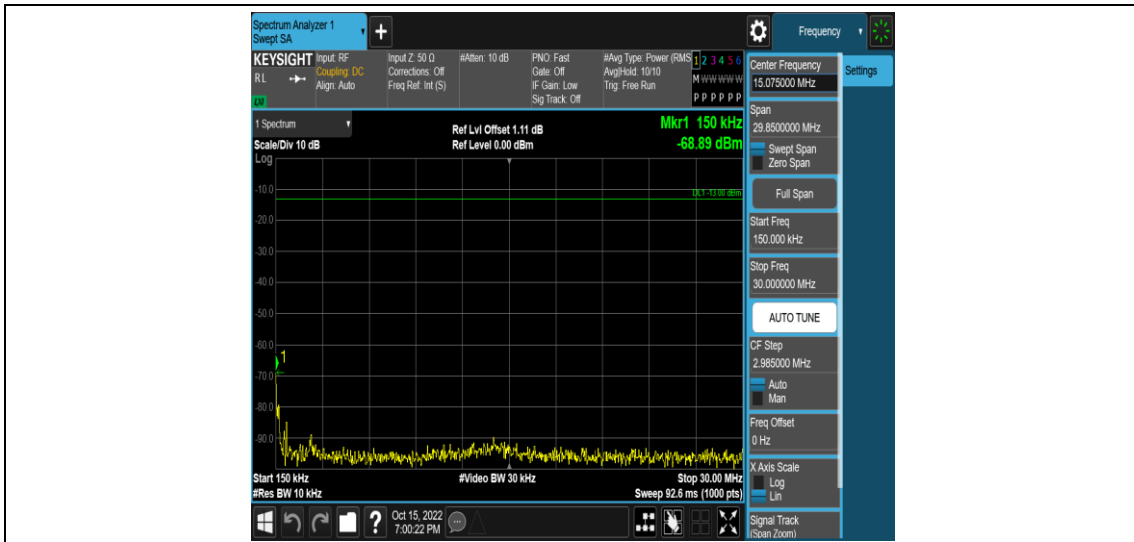 Spectrum Analyzer 1
Swept SA
+
Frequency
KEYSIGHT
RL
LXI
Input: RF
Coupling: DC
Align: Auto
Input Z: 50 Ω
Corrections: Off
Freq Ref: Int (S)
#Atten: 10 dB
PNO: Fast
Gate: Off
IF Gain: Low
Sig Track: Off
#Avg Type: Power (RMS
Avg|Hold: 10/10
Trig: Free Run
1 2 3 4 5 6
M W W W W W
P P P P P P
Center Frequency
15.075000 MHz
Settings
Span
29.8500000 MHz
Swept Span
Zero Span
Full Span
Start Freq
150.000 kHz
Stop Freq
30.000000 MHz
AUTO TUNE
CF Step
2.985000 MHz
Auto
Man
Freq Offset
0 Hz
X Axis Scale
Log
Lin
Signal Track
(Span Zoom)
1 Spectrum
Scale/Div 10 dB
Log
Ref Lvl Offset 1.11 dB
Ref Level 0.00 dBm
Mkr1 150 kHz
-68.89 dBm
DL1 -13.00 dBm
-10.0
-20.0
-30.0
-40.0
-50.0
-60.0
1
-70.0
-80.0
-90.0
Start 150 kHz
#Video BW 30 kHz
Stop 30.00 MHz
#Res BW 10 kHz
Sweep 92.6 ms (1000 pts)
?
Oct 15, 2022
7:00:22 PM